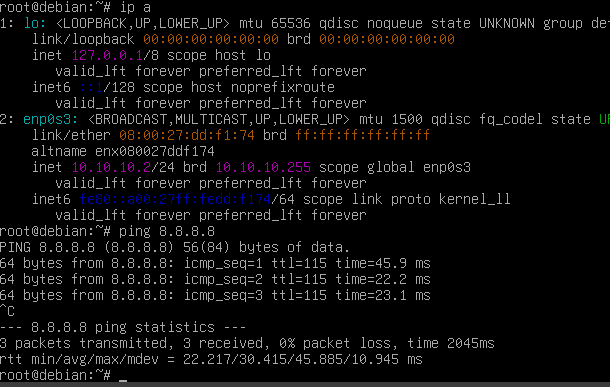 root@debian:~# ip a
1: lo: <LOOPBACK,UP,LOWER_UP> mtu 65536 qdisc noqueue state UNKNOWN group de
link/loopback 00:00:00:00:00:00 brd 00:00:00:00:00:00
inet 127.0.0.1/8 scope host lo
valid_lft forever preferred_lft forever
inet6 ::1/128 scope host noprefixroute
valid_lft forever preferred_lft forever
2: enp0s3: <BROADCAST,MULTICAST,UP,LOWER_UP> mtu 1500 qdisc fq_codel state U
link/ether 08:00:27:dd:f1:74 brd ff:ff:ff:ff:ff:ff
altname enx080027ddf174
inet 10.10.10.2/24 brd 10.10.10.255 scope global enp0s3
valid_lft forever preferred_lft forever
inet6 fe80::a00:27ff:fedd:f174/64 scope link proto kernel_ll
valid_lft forever preferred_lft forever
root@debian:~# ping 8.8.8.8
PING 8.8.8.8 (8.8.8.8) 56(84) bytes of data.
64 bytes from 8.8.8.8: icmp_seq=1 ttl=115 time=45.9 ms
64 bytes from 8.8.8.8: icmp_seq=2 ttl=115 time=22.2 ms
64 bytes from 8.8.8.8: icmp_seq=3 ttl=115 time=23.1 ms
^C
--- 8.8.8.8 ping statistics ---
3 packets transmitted, 3 received, 0% packet loss, time 2045ms
rtt min/avg/max/mdev = 22.217/30.415/45.885/10.945 ms
root@debian:~# _